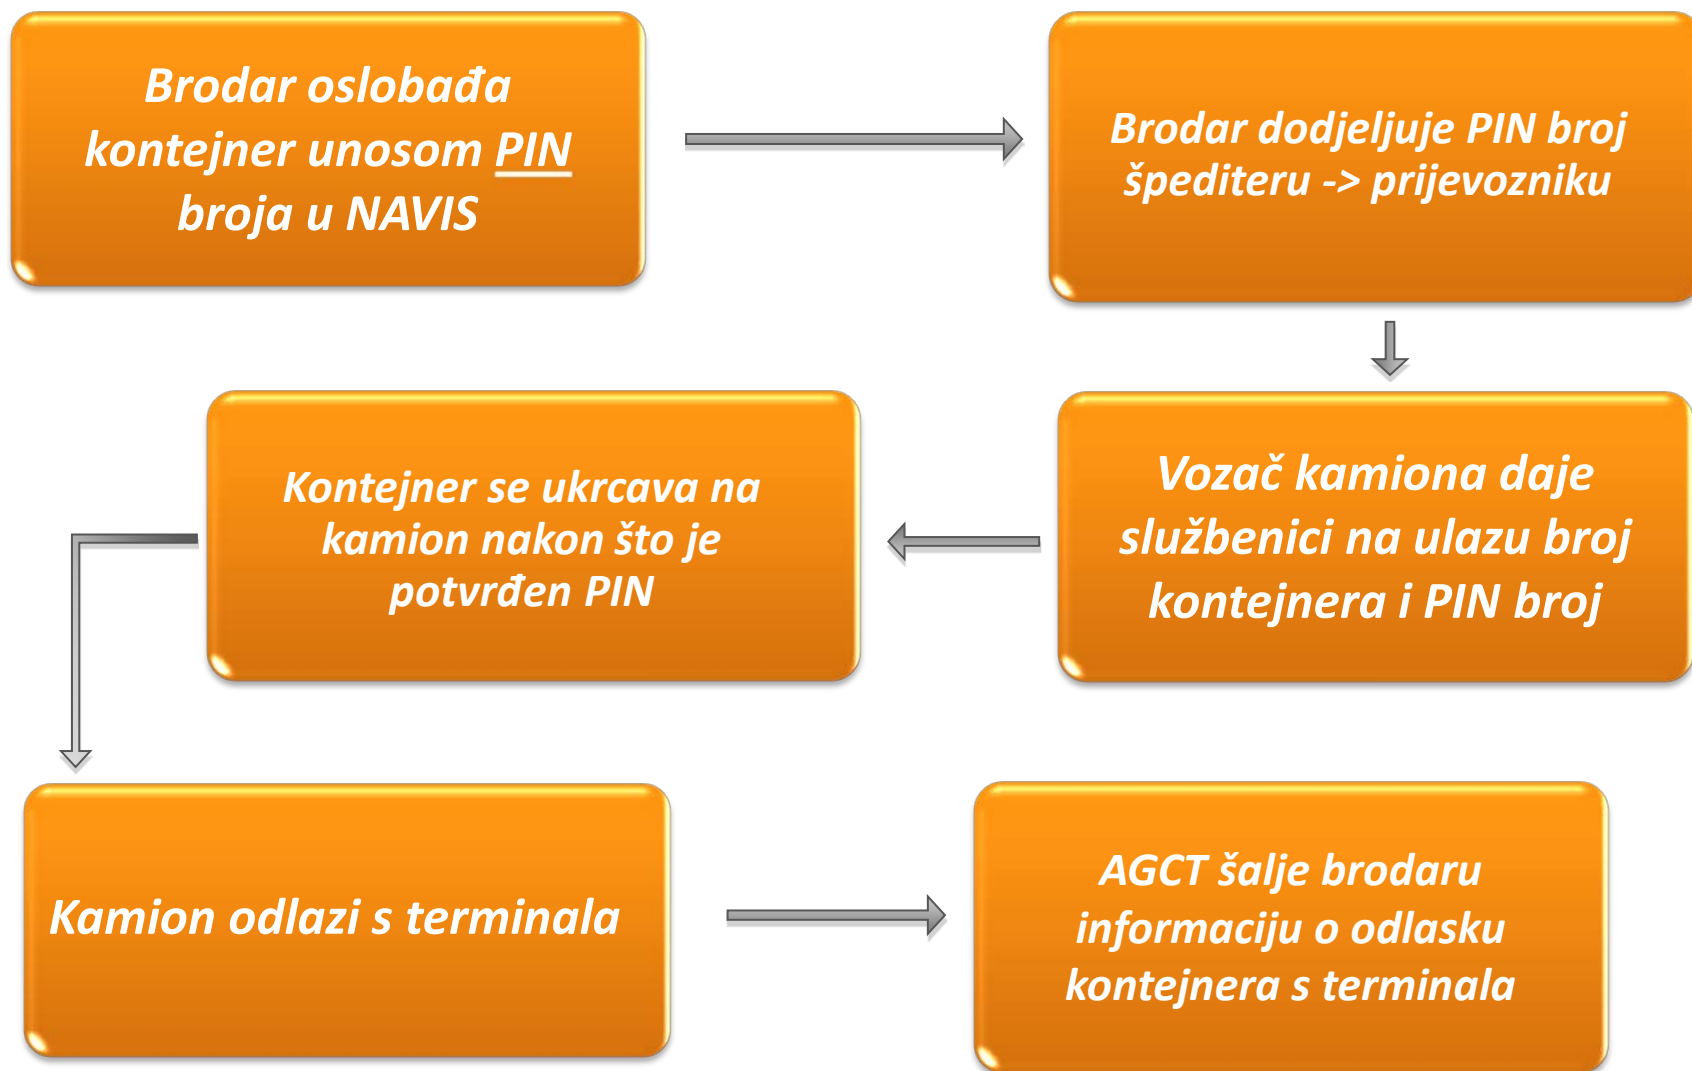 Brodar oslobađa
kontejner unosom PIN
broja u NAVIS
Brodar dodjeljuje PIN broj
špediteru -> prijevozniku
Vozač kamiona daje
službenici na ulazu broj
kontejnera i PIN broj
Kontejner se ukrcava na
kamion nakon što je
potvrđen PIN
Kamion odlazi s terminala
AGCT šalje brodaru
informaciju o odlasku
kontejnera s terminala